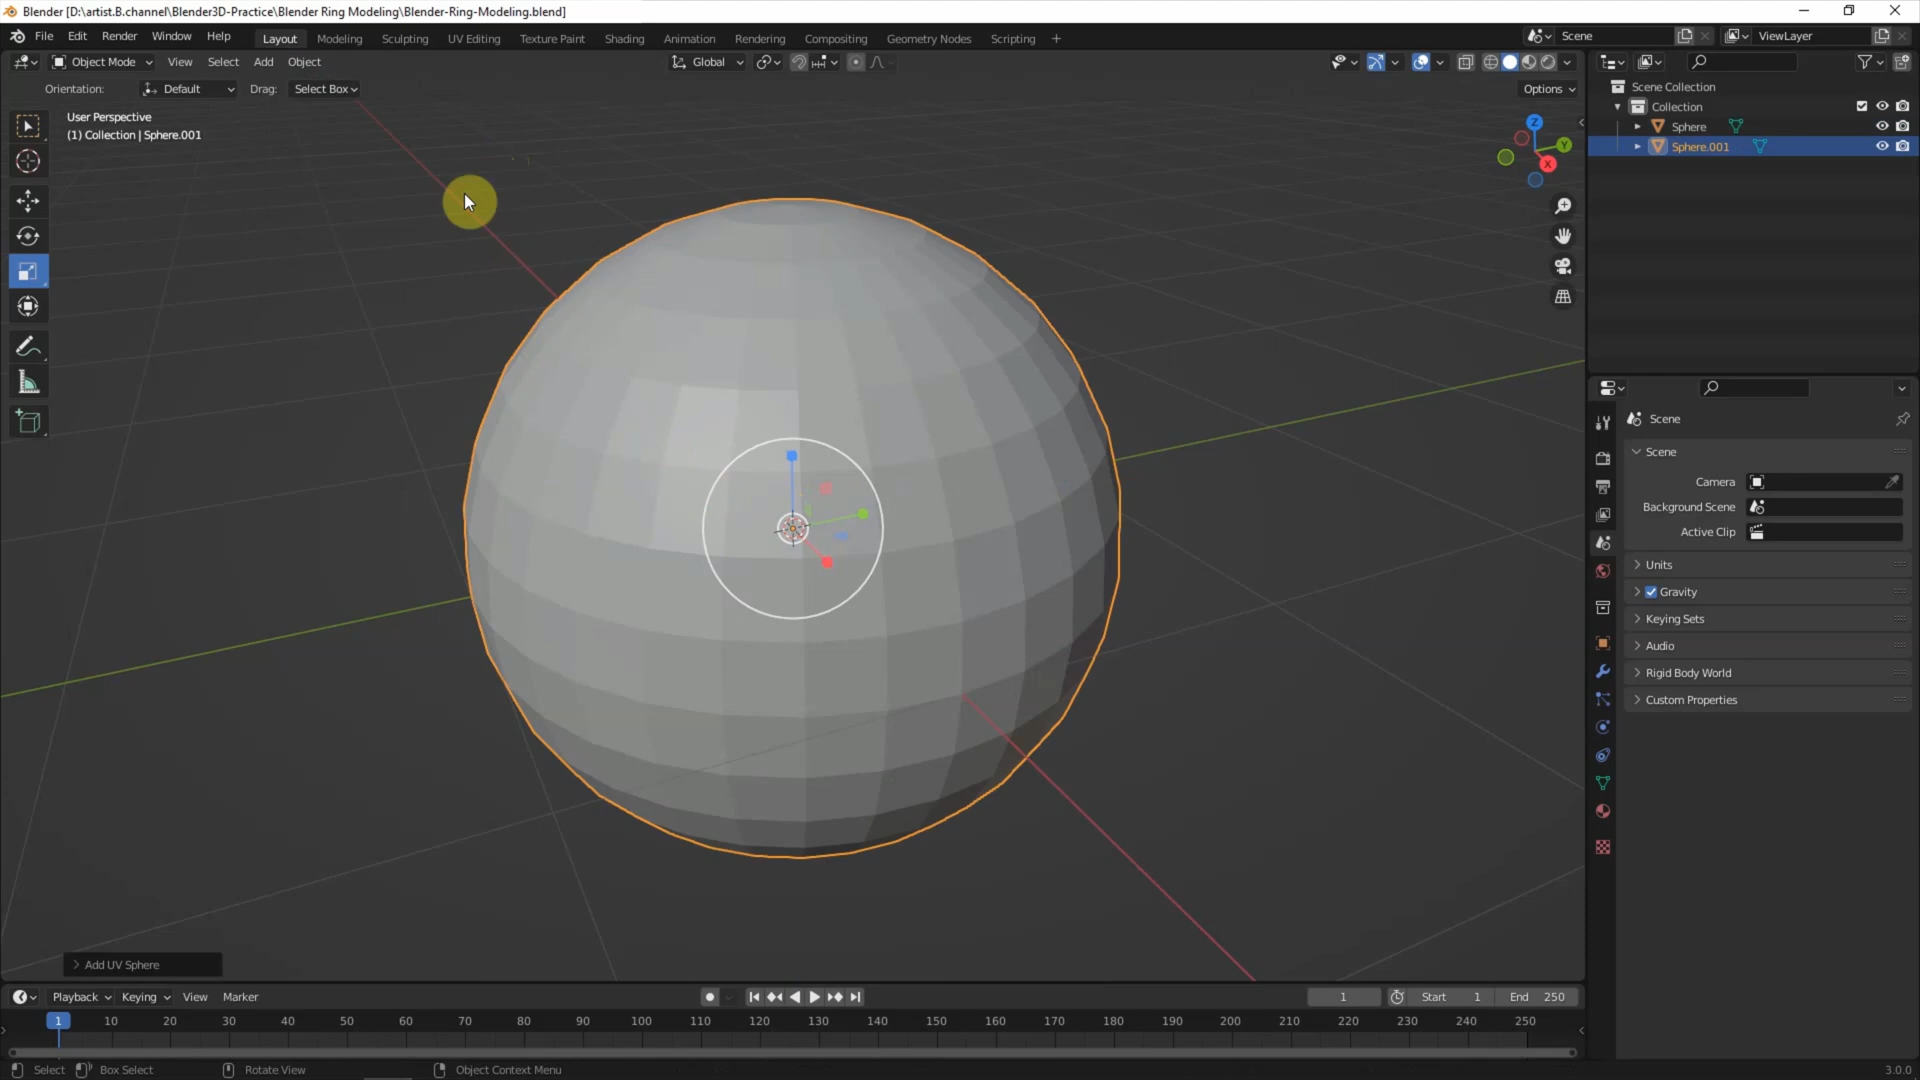 Blender [D:\artist.B.channel\Blender3D-Practice\Blender Ring Modeling\Blender-Ring-Modeling.blend]
File Edit Render Window Help Layout Modeling Sculpting UV Editing Texture Paint Shading Animation Rendering Compositing Geometry Nodes Scripting + Scene ViewLayer
Object Mode View Select Add Object Global
Orientation: Default Drag: Select Box Options
User Perspective
(1) Collection | Sphere.001
Z
Y
X
Scene Collection
Collection
Sphere
Sphere.001
Scene
Scene
Camera
Background Scene
Active Clip
Units
Gravity
Keying Sets
Audio
Rigid Body World
Custom Properties
Add UV Sphere
Playback Keying View Marker 1 Start 1 End 250
1 10 20 30 40 50 60 70 80 90 100 110 120 130 140 150 160 170 180 190 200 210 220 230 240 250
Select Box Select Rotate View Object Context Menu 3.0.0